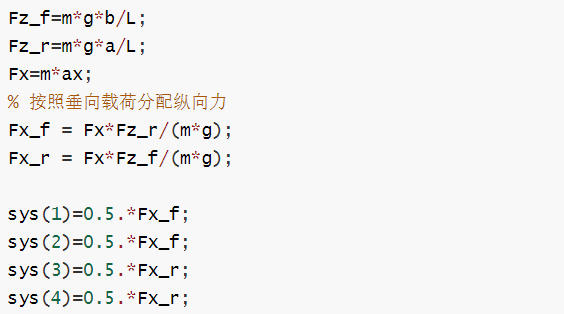 Fz_f=m*g*b/L;
Fz_r=m*g*a/L;
Fx=m*ax;
% 按照垂向载荷分配纵向力
Fx_f = Fx*Fz_r/(m*g);
Fx_r = Fx*Fz_f/(m*g);
sys(1)=0.5.*Fx_f;
sys(2)=0.5.*Fx_f;
sys(3)=0.5.*Fx_r;
sys(4)=0.5.*Fx_r;